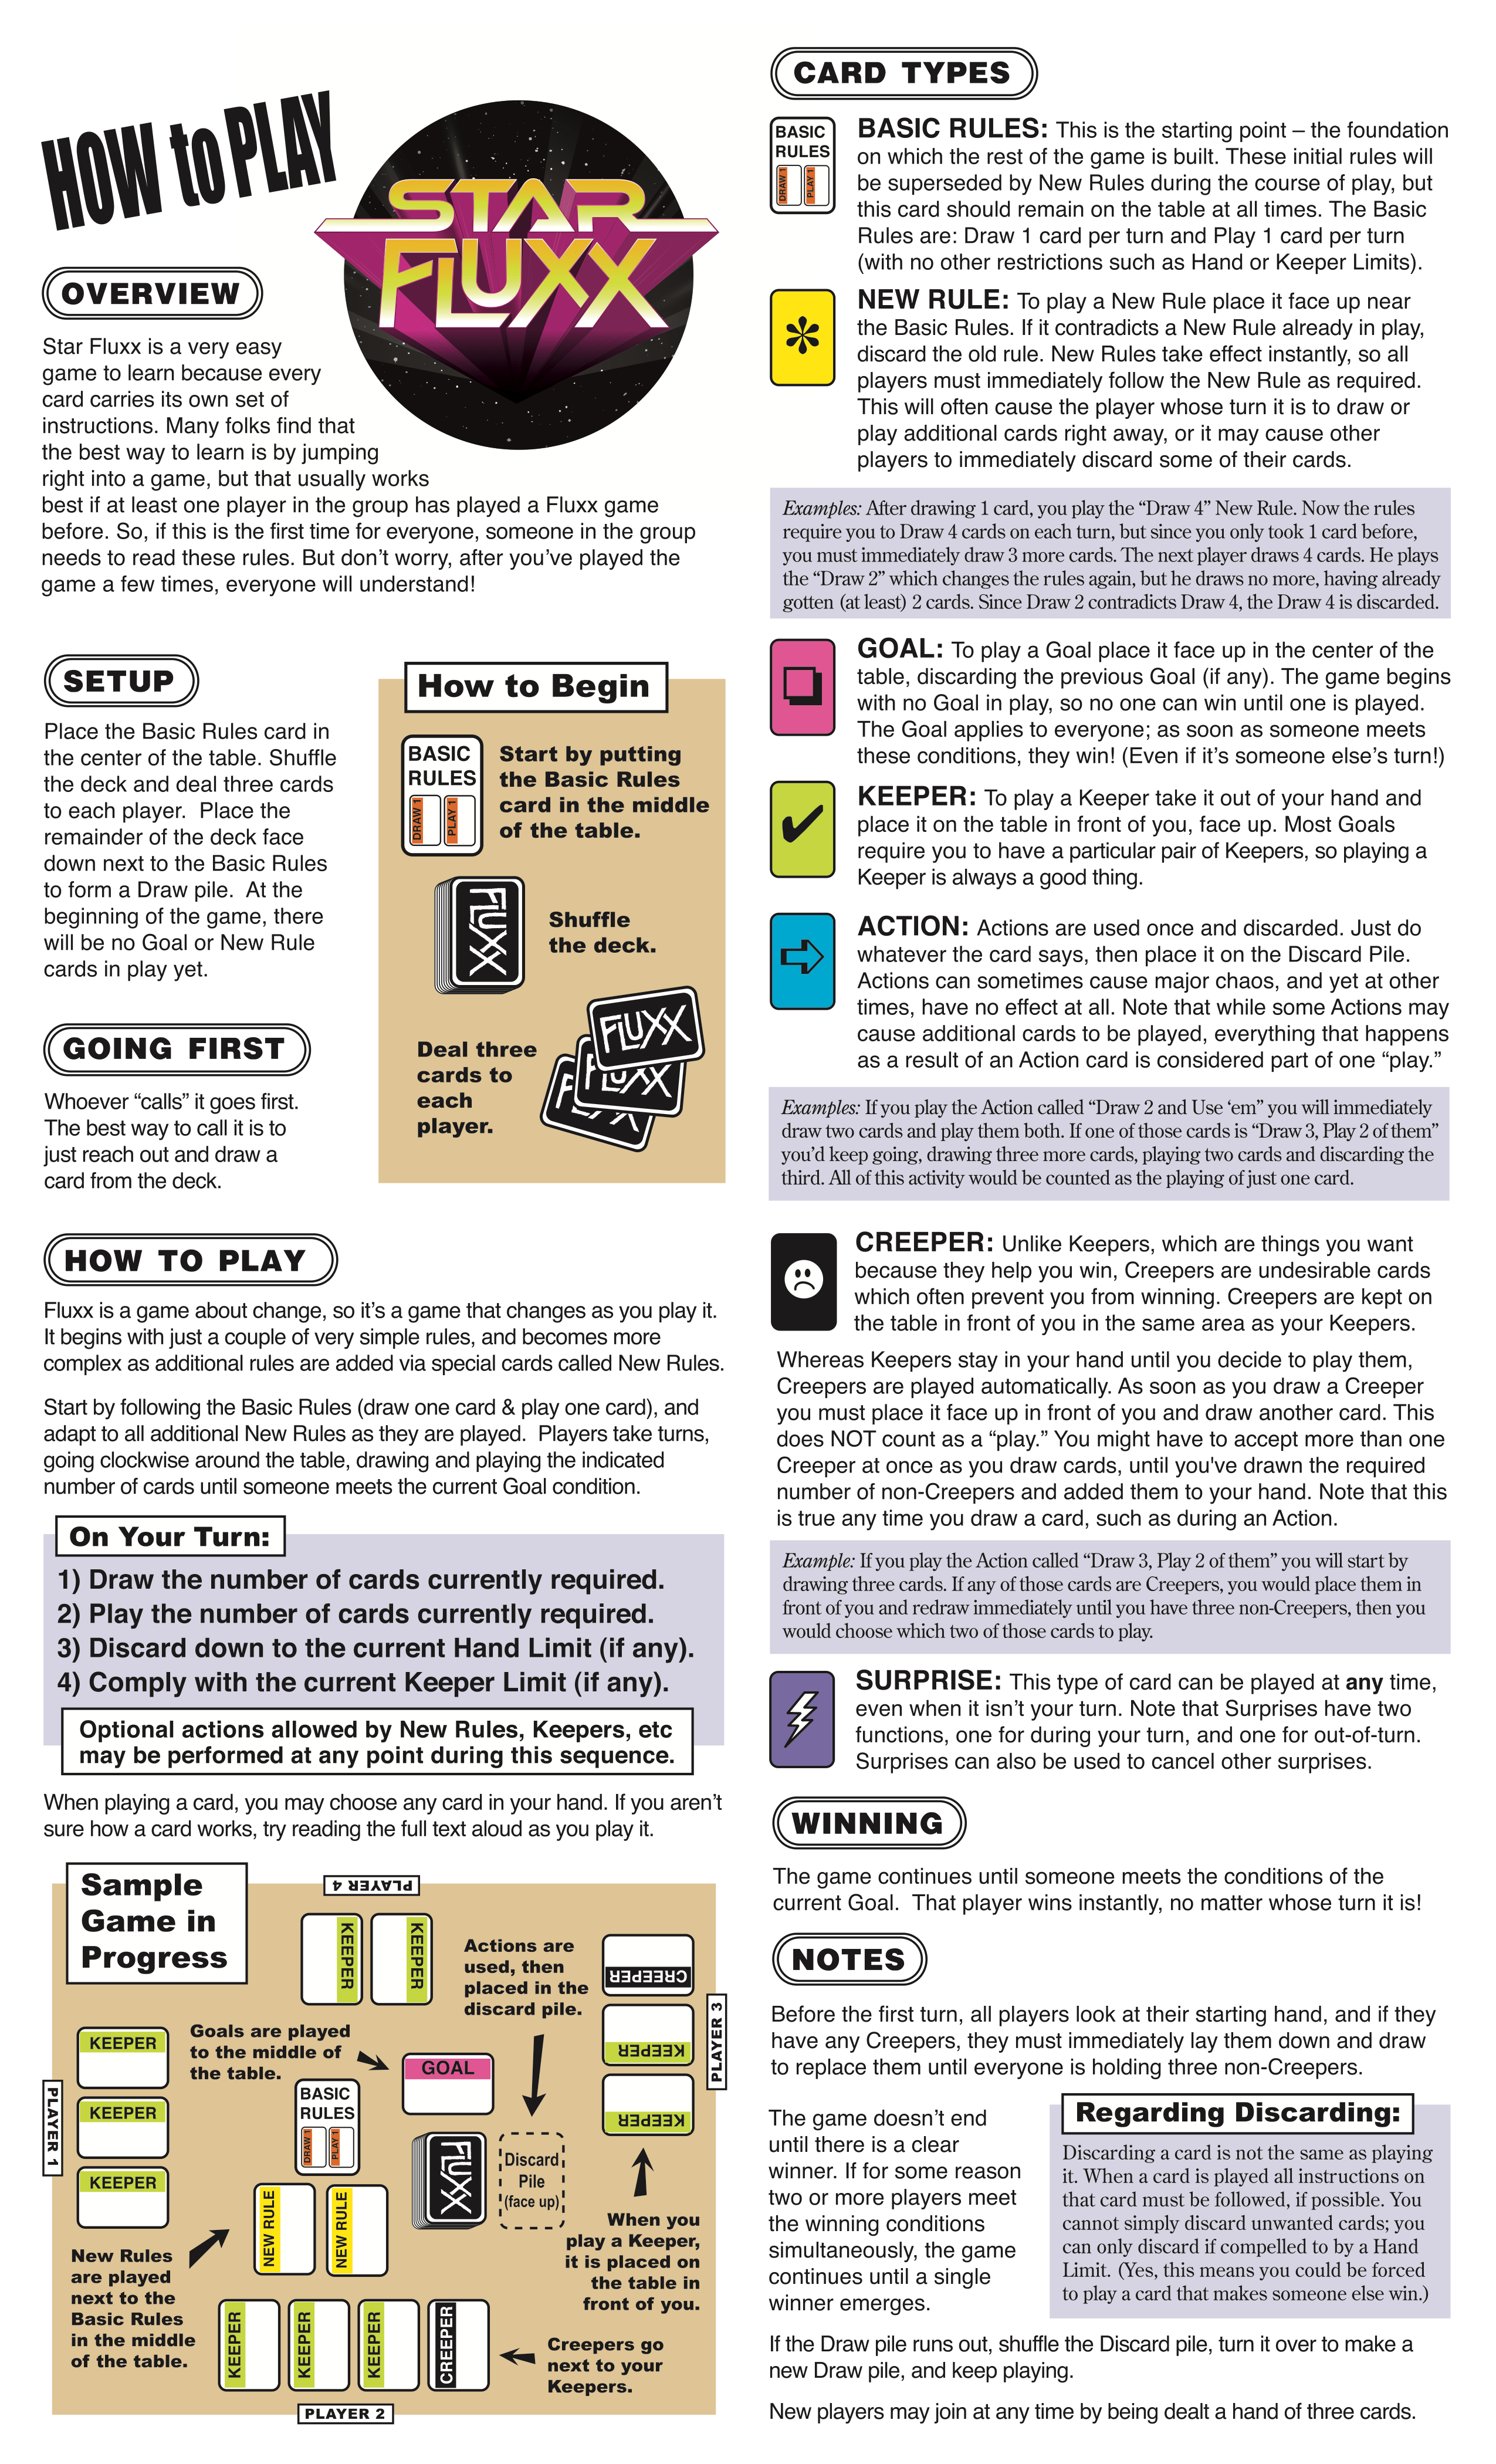 HOW to PLAY
STAR
FLUXX
OVERVIEW
Star Fluxx is a very easy
game to learn because every
card carries its own set of
instructions. Many folks find that
the best way to learn is by jumping
right into a game, but that usually works
best if at least one player in the group has played a Fluxx game
before. So, if this is the first time for everyone, someone in the group
needs to read these rules. But don't worry, after you've played the
game a few times, everyone will understand!
SETUP
Place the Basic Rules card in
the center of the table. Shuffle
the deck and deal three cards
to each player. Place the
remainder of the deck face
down next to the Basic Rules
to form a Draw pile. At the
beginning of the game, there
will be no Goal or New Rule
cards in play yet.
GOING FIRST
Whoever “calls” it goes first.
The best way to call it is to
just reach out and draw a
card from the deck.
How to Begin
BASIC
RULES
DRAW 1
PLAY 1
Start by putting
the Basic Rules
card in the middle
of the table.
FLUXX
Shuffle
the deck.
Deal three
cards to
each
player.
FLUXX
FLUXX
FLUXX
HOW TO PLAY
Fluxx is a game about change, so it's a game that changes as you play it.
It begins with just a couple of very simple rules, and becomes more
complex as additional rules are added via special cards called New Rules.
Start by following the Basic Rules (draw one card & play one card), and
adapt to all additional New Rules as they are played. Players take turns,
going clockwise around the table, drawing and playing the indicated
number of cards until someone meets the current Goal condition.
On Your Turn:
1) Draw the number of cards currently required.
2) Play the number of cards currently required.
3) Discard down to the current Hand Limit (if any).
4) Comply with the current Keeper Limit (if any).
Optional actions allowed by New Rules, Keepers, etc
may be performed at any point during this sequence.
When playing a card, you may choose any card in your hand. If you aren't
sure how a card works, try reading the full text aloud as you play it.
Sample
Game in
Progress
PLAYER 4
KEEPER
KEEPER
Actions are
used, then
placed in the
discard pile.
CREEPER
KEEPER
KEEPER
PLAYER 3
Goals are played
to the middle of
the table.
GOAL
KEEPER
KEEPER
KEEPER
PLAYER 1
BASIC
RULES
DRAW 1
PLAY 1
FLUXX
Discard
Pile
(face up)
NEW RULE
NEW RULE
When you
play a Keeper,
it is placed on
the table in
front of you.
New Rules
are played
next to the
Basic Rules
in the middle
of the table.
KEEPER
KEEPER
KEEPER
CREEPER
Creepers go
next to your
Keepers.
PLAYER 2
CARD TYPES
BASIC
RULES
DRAW 1
PLAY 1
BASIC RULES: This is the starting point – the foundation
on which the rest of the game is built. These initial rules will
be superseded by New Rules during the course of play, but
this card should remain on the table at all times. The Basic
Rules are: Draw 1 card per turn and Play 1 card per turn
(with no other restrictions such as Hand or Keeper Limits).
NEW RULE: To play a New Rule place it face up near
the Basic Rules. If it contradicts a New Rule already in play,
discard the old rule. New Rules take effect instantly, so all
players must immediately follow the New Rule as required.
This will often cause the player whose turn it is to draw or
play additional cards right away, or it may cause other
players to immediately discard some of their cards.
Examples: After drawing 1 card, you play the “Draw 4” New Rule. Now the rules
require you to Draw 4 cards on each turn, but since you only took 1 card before,
you must immediately draw 3 more cards. The next player draws 4 cards. He plays
the “Draw 2” which changes the rules again, but he draws no more, having already
gotten (at least) 2 cards. Since Draw 2 contradicts Draw 4, the Draw 4 is discarded.
GOAL: To play a Goal place it face up in the center of the
table, discarding the previous Goal (if any). The game begins
with no Goal in play, so no one can win until one is played.
The Goal applies to everyone; as soon as someone meets
these conditions, they win! (Even if it's someone else's turn!)
KEEPER: To play a Keeper take it out of your hand and
place it on the table in front of you, face up. Most Goals
require you to have a particular pair of Keepers, so playing a
Keeper is always a good thing.
ACTION: Actions are used once and discarded. Just do
whatever the card says, then place it on the Discard Pile.
Actions can sometimes cause major chaos, and yet at other
times, have no effect at all. Note that while some Actions may
cause additional cards to be played, everything that happens
as a result of an Action card is considered part of one “play.”
Examples: If you play the Action called “Draw 2 and Use ‘em” you will immediately
draw two cards and play them both. If one of those cards is “Draw 3, Play 2 of them”
you'd keep going, drawing three more cards, playing two cards and discarding the
third. All of this activity would be counted as the playing of just one card.
CREEPER: Unlike Keepers, which are things you want
because they help you win, Creepers are undesirable cards
which often prevent you from winning. Creepers are kept on
the table in front of you in the same area as your Keepers.
Whereas Keepers stay in your hand until you decide to play them,
Creepers are played automatically. As soon as you draw a Creeper
you must place it face up in front of you and draw another card. This
does NOT count as a “play.” You might have to accept more than one
Creeper at once as you draw cards, until you've drawn the required
number of non-Creepers and added them to your hand. Note that this
is true any time you draw a card, such as during an Action.
Example: If you play the Action called “Draw 3, Play 2 of them” you will start by
drawing three cards. If any of those cards are Creepers, you would place them in
front of you and redraw immediately until you have three non-Creepers, then you
would choose which two of those cards to play.
SURPRISE: This type of card can be played at any time,
even when it isn't your turn. Note that Surprises have two
functions, one for during your turn, and one for out-of-turn.
Surprises can also be used to cancel other surprises.
WINNING
The game continues until someone meets the conditions of the
current Goal. That player wins instantly, no matter whose turn it is!
NOTES
Before the first turn, all players look at their starting hand, and if they
have any Creepers, they must immediately lay them down and draw
to replace them until everyone is holding three non-Creepers.
The game doesn't end
until there is a clear
winner. If for some reason
two or more players meet
the winning conditions
simultaneously, the game
continues until a single
winner emerges.
Regarding Discarding:
Discarding a card is not the same as playing
it. When a card is played all instructions on
that card must be followed, if possible. You
cannot simply discard unwanted cards; you
can only discard if compelled to by a Hand
Limit. (Yes, this means you could be forced
to play a card that makes someone else win.)
If the Draw pile runs out, shuffle the Discard pile, turn it over to make a
new Draw pile, and keep playing.
New players may join at any time by being dealt a hand of three cards.